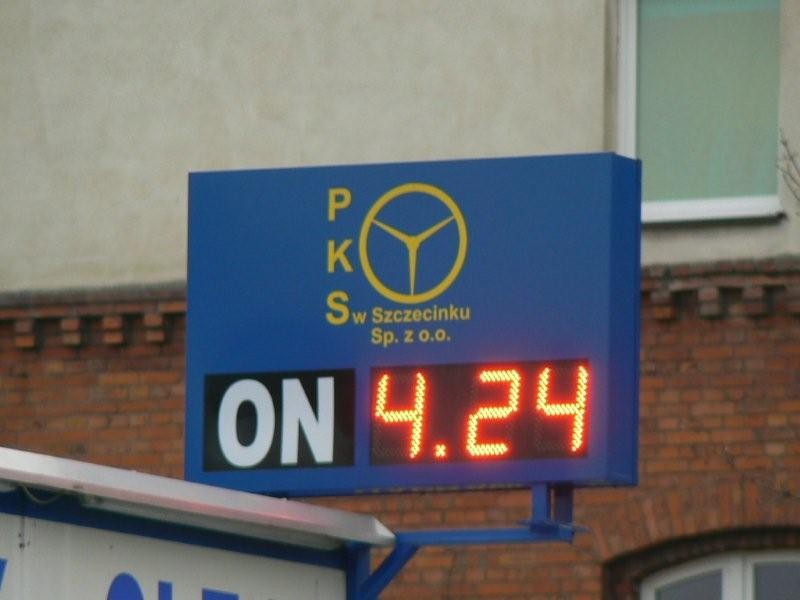 PKS w Szczecinku
Sp. z o.o.
ON 4.24